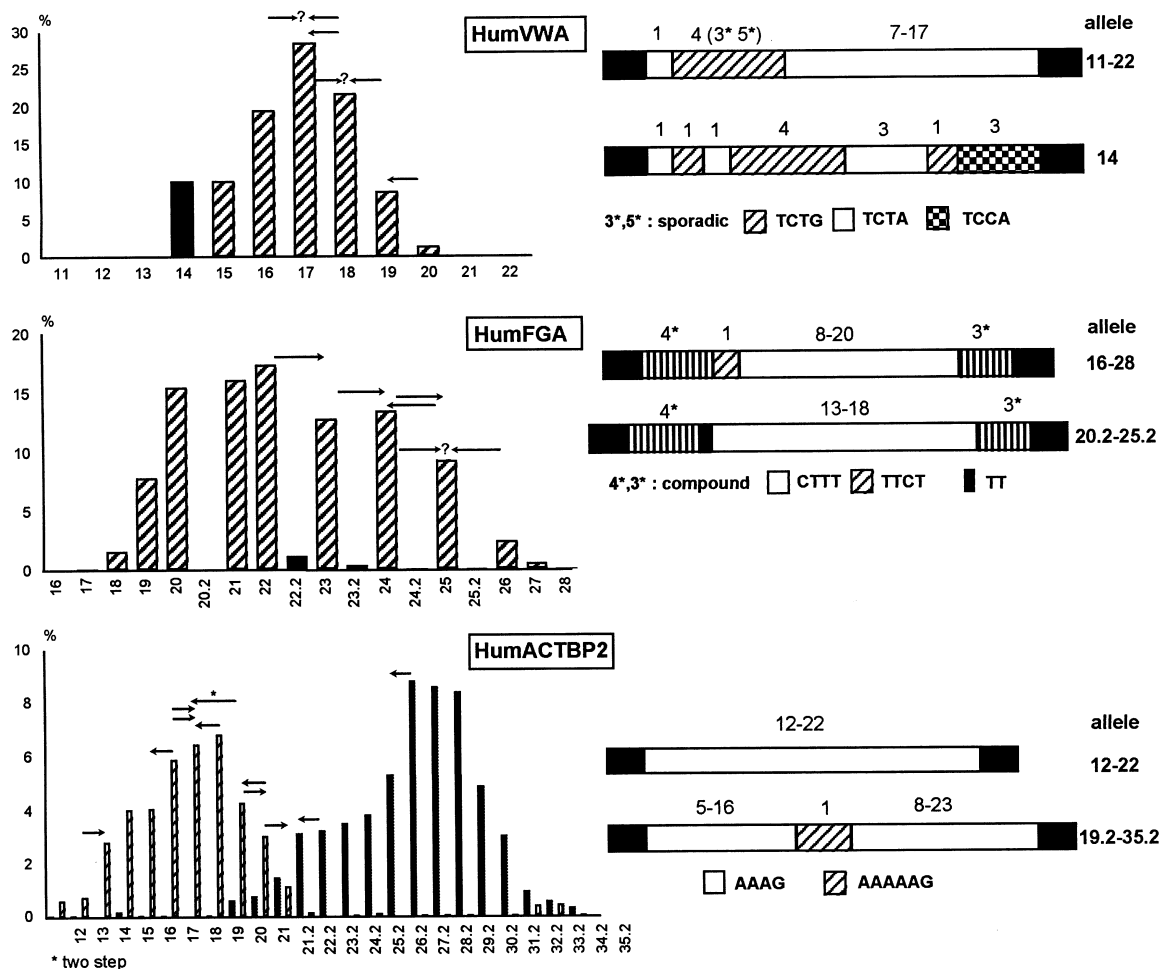 %
HumVWA
30
25
20
15
10
5
0
?
?
11 12 13 14 15 16 17 18 19 20 21 22
allele
1 4 (3* 5*) 7-17
11-22
1 1 1 4 3 1 3
14
3*,5* : sporadic TCTG TCTA TCCA
%
HumFGA
20
15
10
5
0
?
16 17 18 19 20 20.2 21 22 22.2 23 23.2 24 24.2 25 25.2 26 27 28
allele
4* 1 8-20 3*
16-28
4* 13-18 3*
20.2-25.2
4*,3* : compound CTTT TTCT TT
%
HumACTBP2
10
8
6
4
2
0
*
12 13 14 15 16 17 18 19 20 21 21.2 22.2 23.2 24.2 25.2 26.2 27.2 28.2 29.2 30.2 31.2 32.2 33.2 34.2 35.2
* two step
allele
12-22
12-22
5-16 1 8-23
19.2-35.2
AAAG AAAAAG